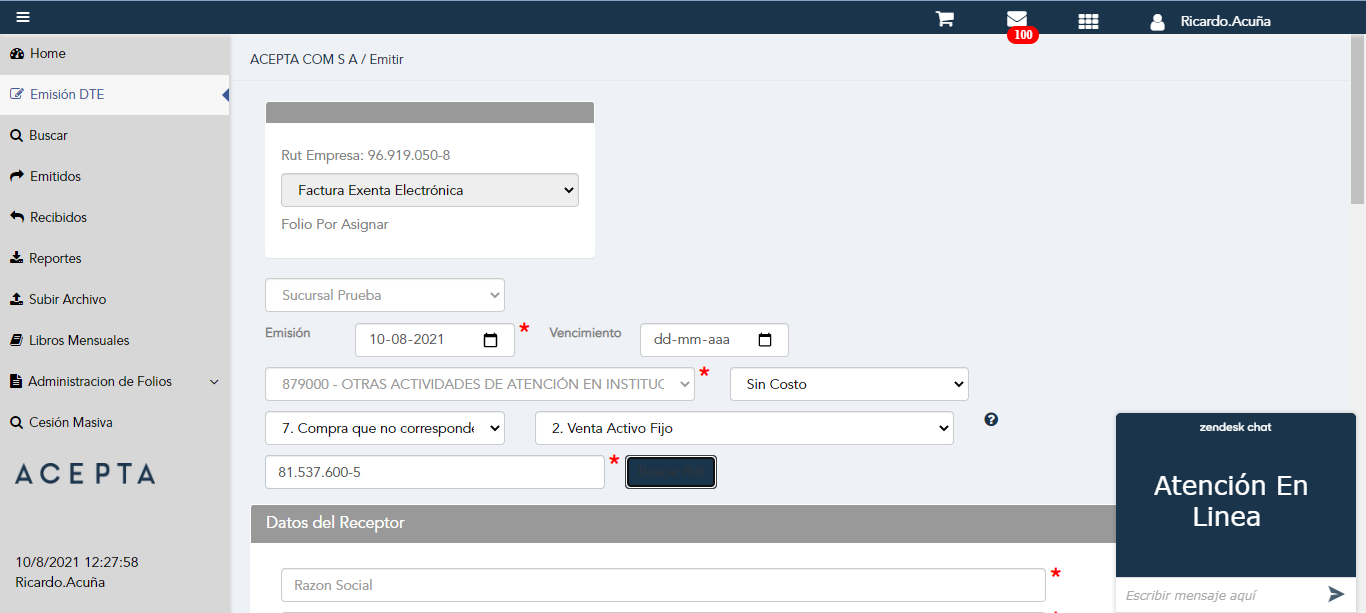 Ricardo.Acuña
100
Home
Emisión DTE
Buscar
Emitidos
Recibidos
Reportes
Subir Archivo
Libros Mensuales
Administracion de Folios
Cesión Masiva
ACEPTA
10/8/2021 12:27:58
Ricardo.Acuña
ACEPTA COM S A / Emitir
Rut Empresa: 96.919.050-8
Factura Exenta Electrónica
Folio Por Asignar
Sucursal Prueba
Emisión 10-08-2021 * Vencimiento dd-mm-aaa
879000 - OTRAS ACTIVIDADES DE ATENCIÓN EN INSTITUC * Sin Costo
7. Compra que no corresponde 2. Venta Activo Fijo ?
81.537.600-5 *
Datos del Receptor
Razon Social *
zendesk chat
Atención En
Linea
Escribir mensaje aquí